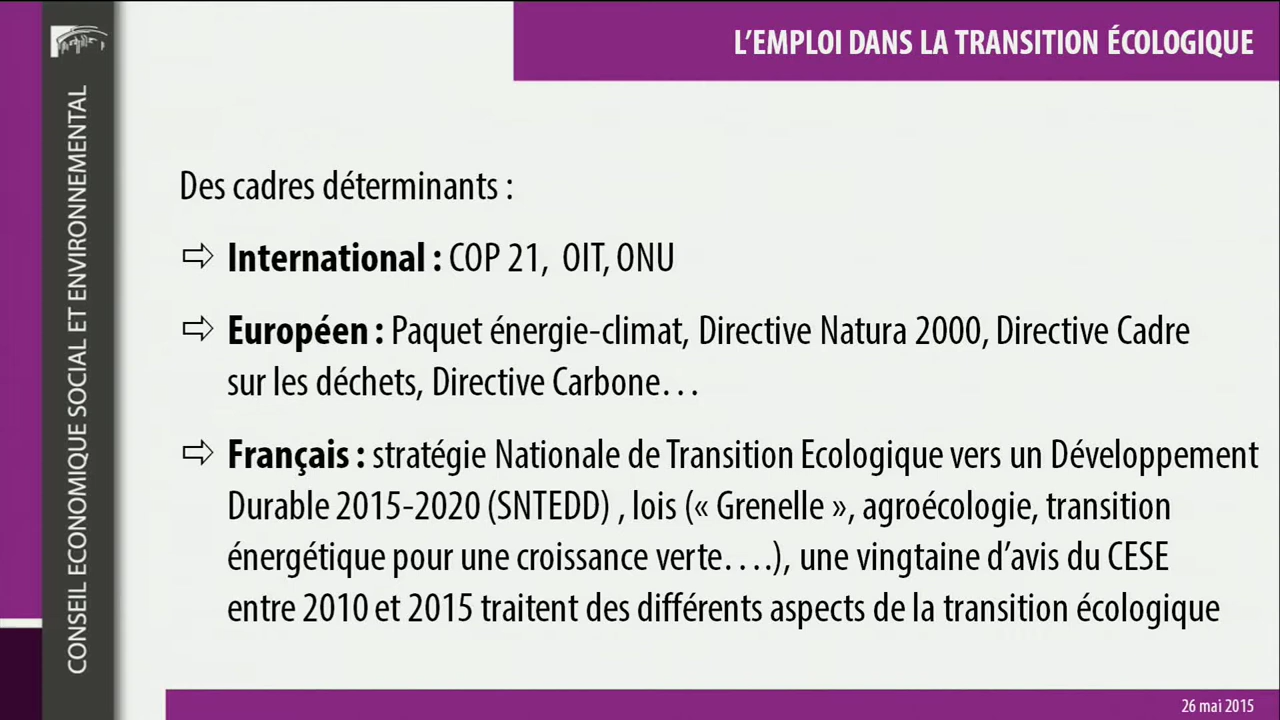 L'EMPLOI DANS LA TRANSITION ÉCOLOGIQUE
CONSEIL ECONOMIQUE SOCIAL ET ENVIRONNEMENTAL
Des cadres déterminants :
⇨ International : COP 21, OIT, ONU
⇨ Européen : Paquet énergie-climat, Directive Natura 2000, Directive Cadre
sur les déchets, Directive Carbone…
⇨ Français : stratégie Nationale de Transition Ecologique vers un Développement
Durable 2015-2020 (SNTEDD) , lois (« Grenelle », agroécologie, transition
énergétique pour une croissance verte….), une vingtaine d'avis du CESE
entre 2010 et 2015 traitent des différents aspects de la transition écologique
26 mai 2015